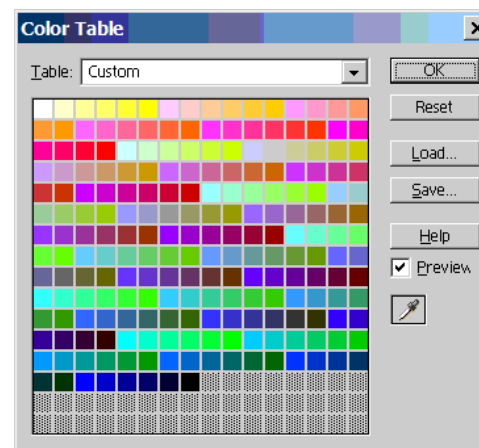 Color Table
Table: Custom
OK
Reset
Load...
Save...
Help
Preview